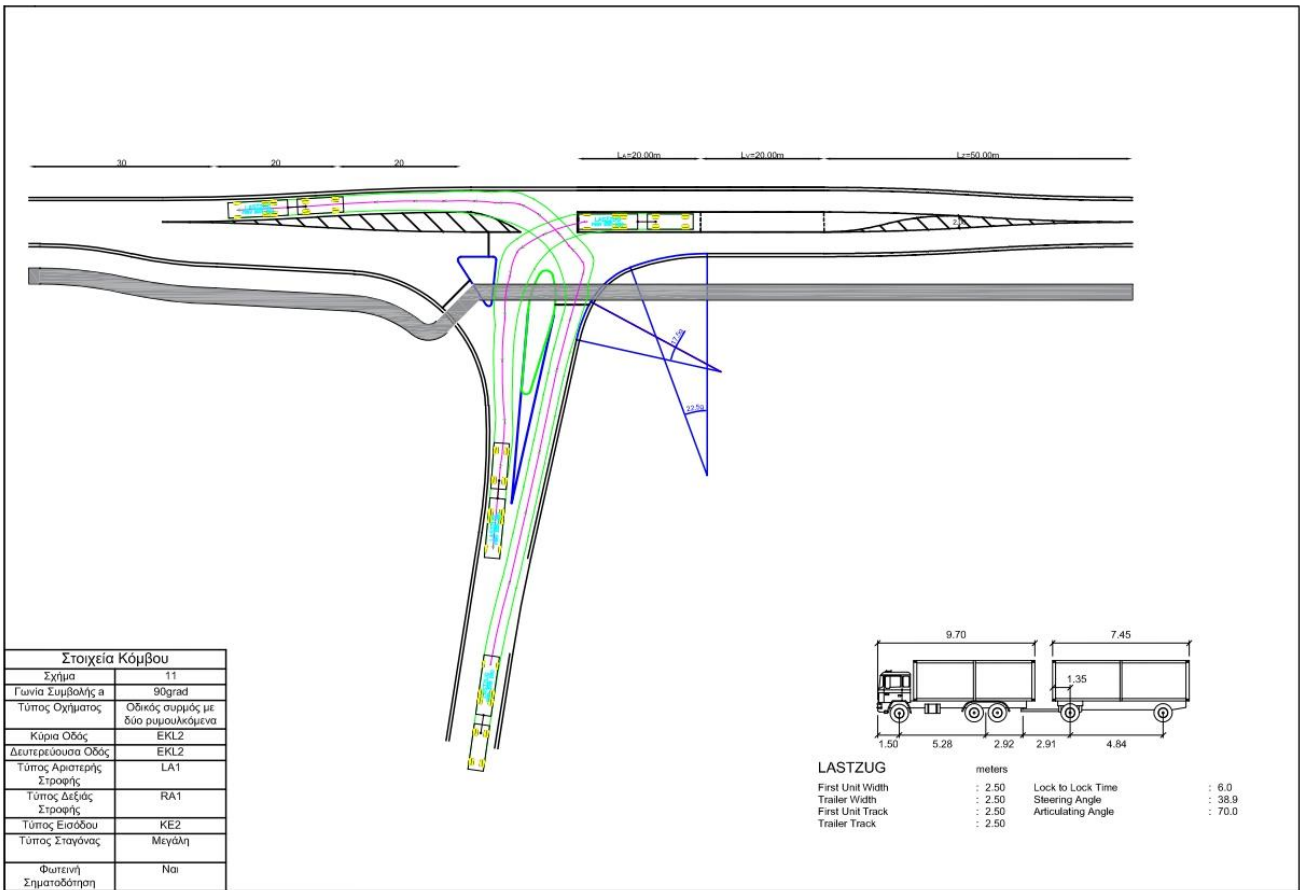 30
20
20
LA=20.00m
LV=20.00m
LZ=50.00m
17.5g
22.5g
Στοιχεία Κόμβου
Σχήμα 11
Γωνία Συμβολής a 90grad
Τύπος Οχήματος Οδικός συρμός με
δύο ρυμουλκόμενα
Κύρια Οδός EKL2
Δευτερεύουσα Οδός EKL2
Τύπος Αριστερής LA1
Στροφής
Τύπος Δεξιάς RA1
Στροφής
Τύπος Εισόδου KE2
Τύπος Σταγόνας Μεγάλη
Φωτεινή Ναι
Σηματοδότηση
9.70
7.45
1.35
1.50
5.28
2.92
2.91
4.84
LASTZUG meters
First Unit Width : 2.50 Lock to Lock Time : 6.0
Trailer Width : 2.50 Steering Angle : 38.9
First Unit Track : 2.50 Articulating Angle : 70.0
Trailer Track : 2.50